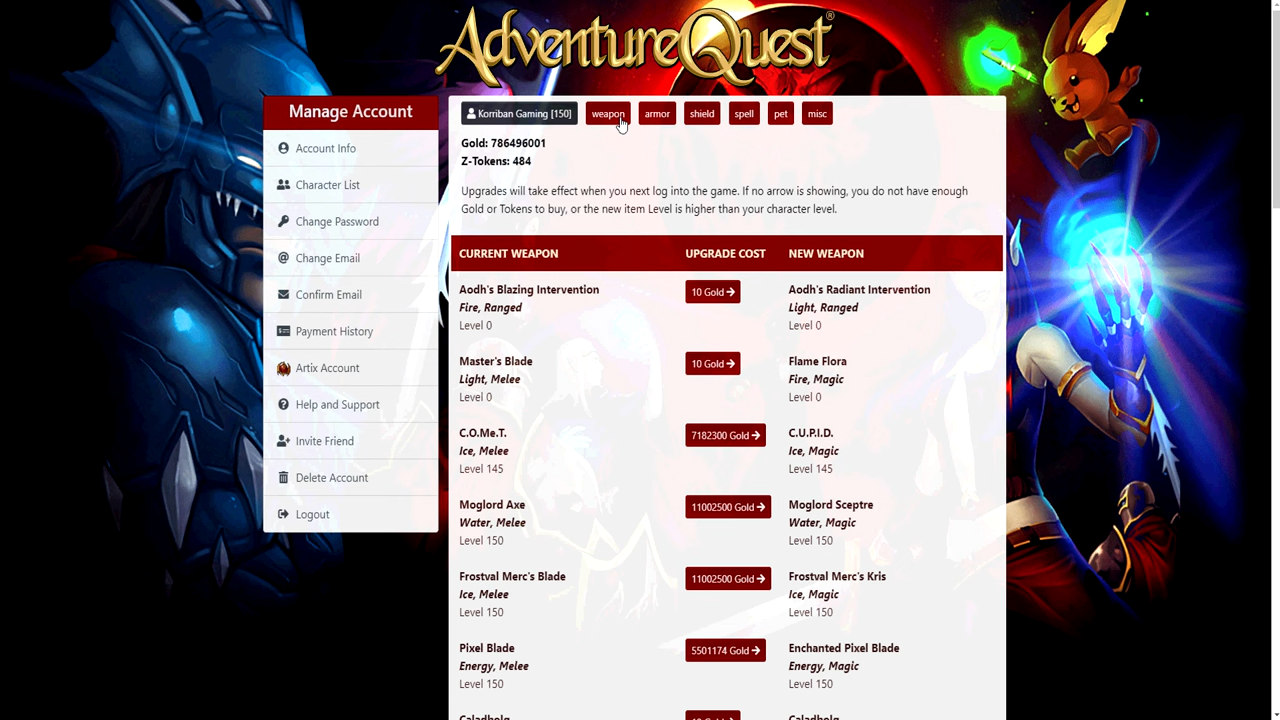 AdventureQuest®
Manage Account
Account Info
Character List
Change Password
Change Email
Confirm Email
Payment History
Artix Account
Help and Support
Invite Friend
Delete Account
Logout
Korriban Gaming [150] weapon armor shield spell pet misc
Gold: 786496001
Z-Tokens: 484
Upgrades will take effect when you next log into the game. If no arrow is showing, you do not have enough
Gold or Tokens to buy, or the new item Level is higher than your character level.
CURRENT WEAPON UPGRADE COST NEW WEAPON
Aodh's Blazing Intervention 10 Gold → Aodh's Radiant Intervention
Fire, Ranged Light, Ranged
Level 0 Level 0
Master's Blade 10 Gold → Flame Flora
Light, Melee Fire, Magic
Level 0 Level 0
C.O.Me.T. 7182300 Gold → C.U.P.I.D.
Ice, Melee Ice, Magic
Level 145 Level 145
Moglord Axe 11002500 Gold → Moglord Sceptre
Water, Melee Water, Magic
Level 150 Level 150
Frostval Merc's Blade 11002500 Gold → Frostval Merc's Kris
Ice, Melee Ice, Magic
Level 150 Level 150
Pixel Blade 5501174 Gold → Enchanted Pixel Blade
Energy, Melee Energy, Magic
Level 150 Level 150